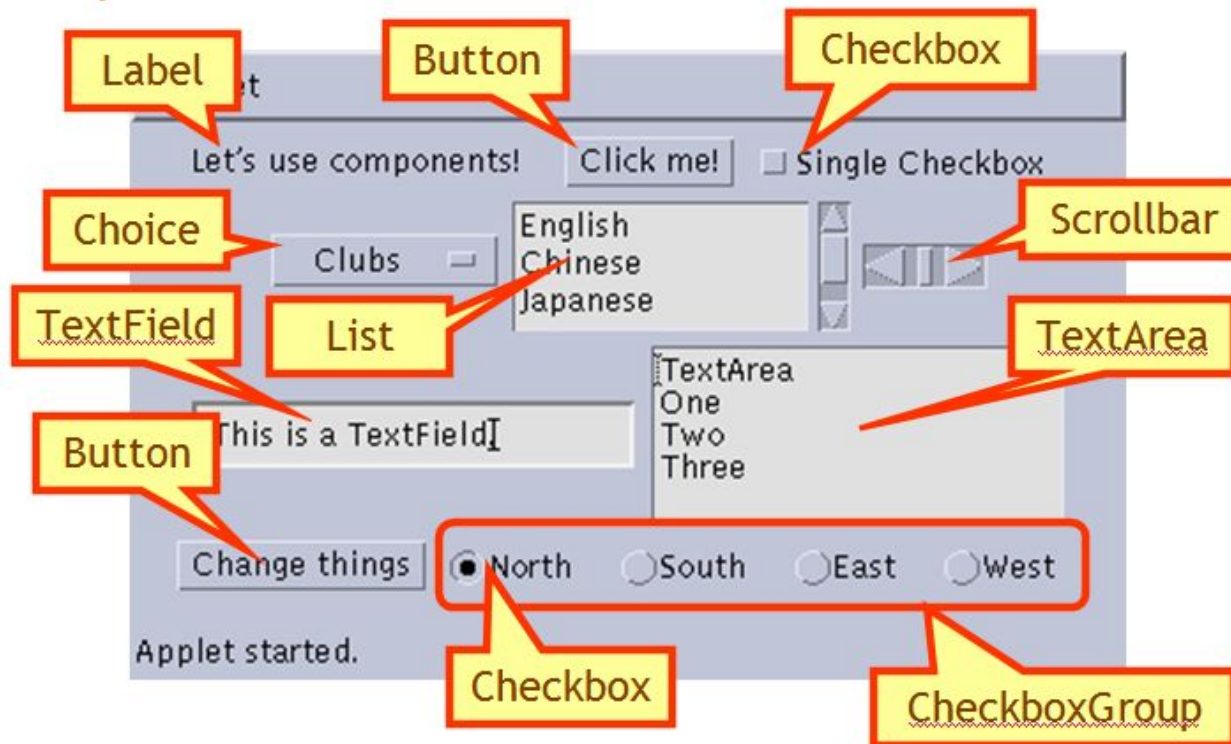 Label
Button
Checkbox
et
Let's use components!
Click me!
Single Checkbox
Choice
Clubs
English
Chinese
Japanese
Scrollbar
TextField
List
TextArea
TextArea
One
Two
Three
This is a TextField.
Button
Change things
North
South
East
West
Applet started.
Checkbox
CheckboxGroup